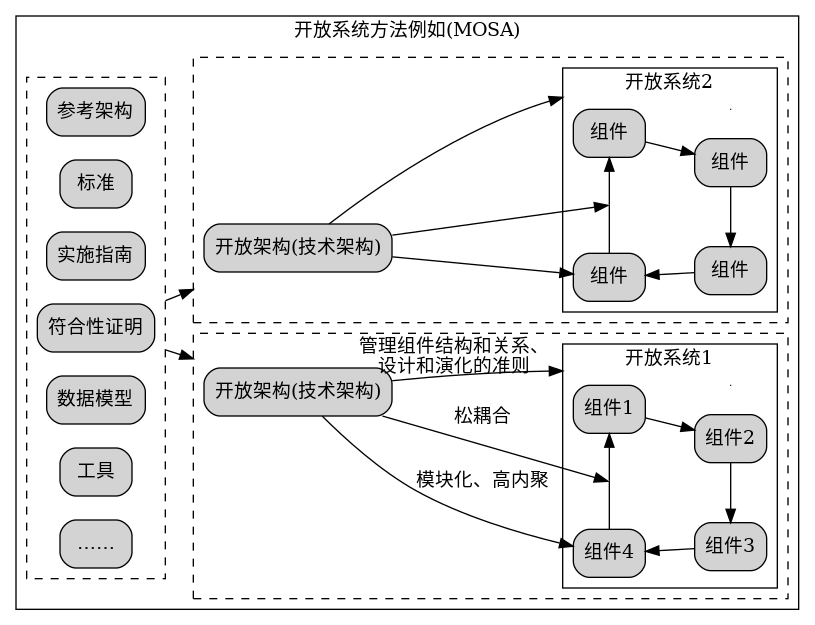 开放系统方法例如(MOSA)
参考架构
标准
实施指南
符合性证明
数据模型
工具
……
开放架构(技术架构)
开放系统2
组件
组件
组件
组件
开放架构(技术架构)
管理组件结构和关系、
设计和演化的准则
松耦合
模块化、高内聚
开放系统1
组件1
组件2
组件4
组件3